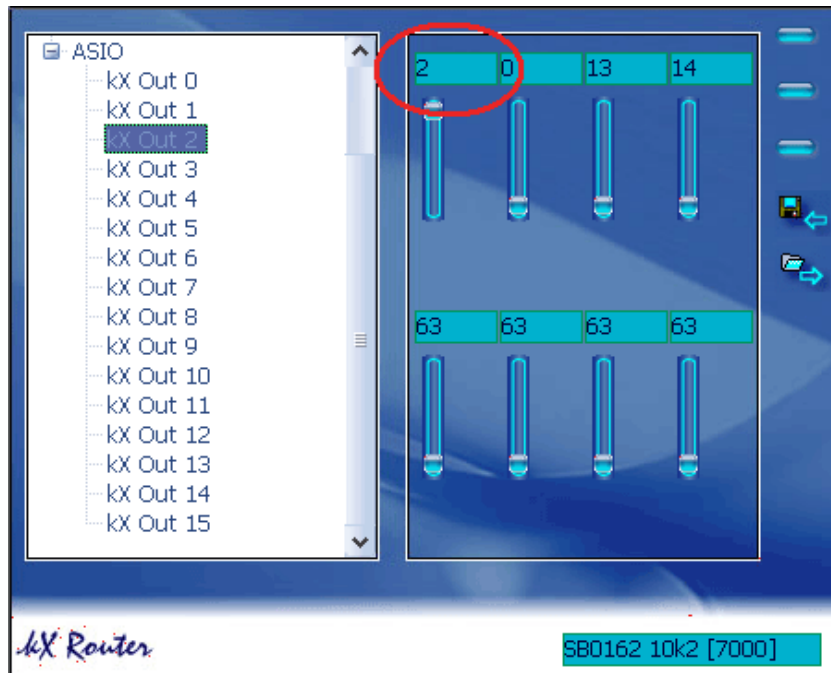 ASIO
kX Out 0
kX Out 1
kX Out 2
kX Out 3
kX Out 4
kX Out 5
kX Out 6
kX Out 7
kX Out 8
kX Out 9
kX Out 10
kX Out 11
kX Out 12
kX Out 13
kX Out 14
kX Out 15
2 0 13 14
63 63 63 63
kX Router
SB0162 10k2 [7000]